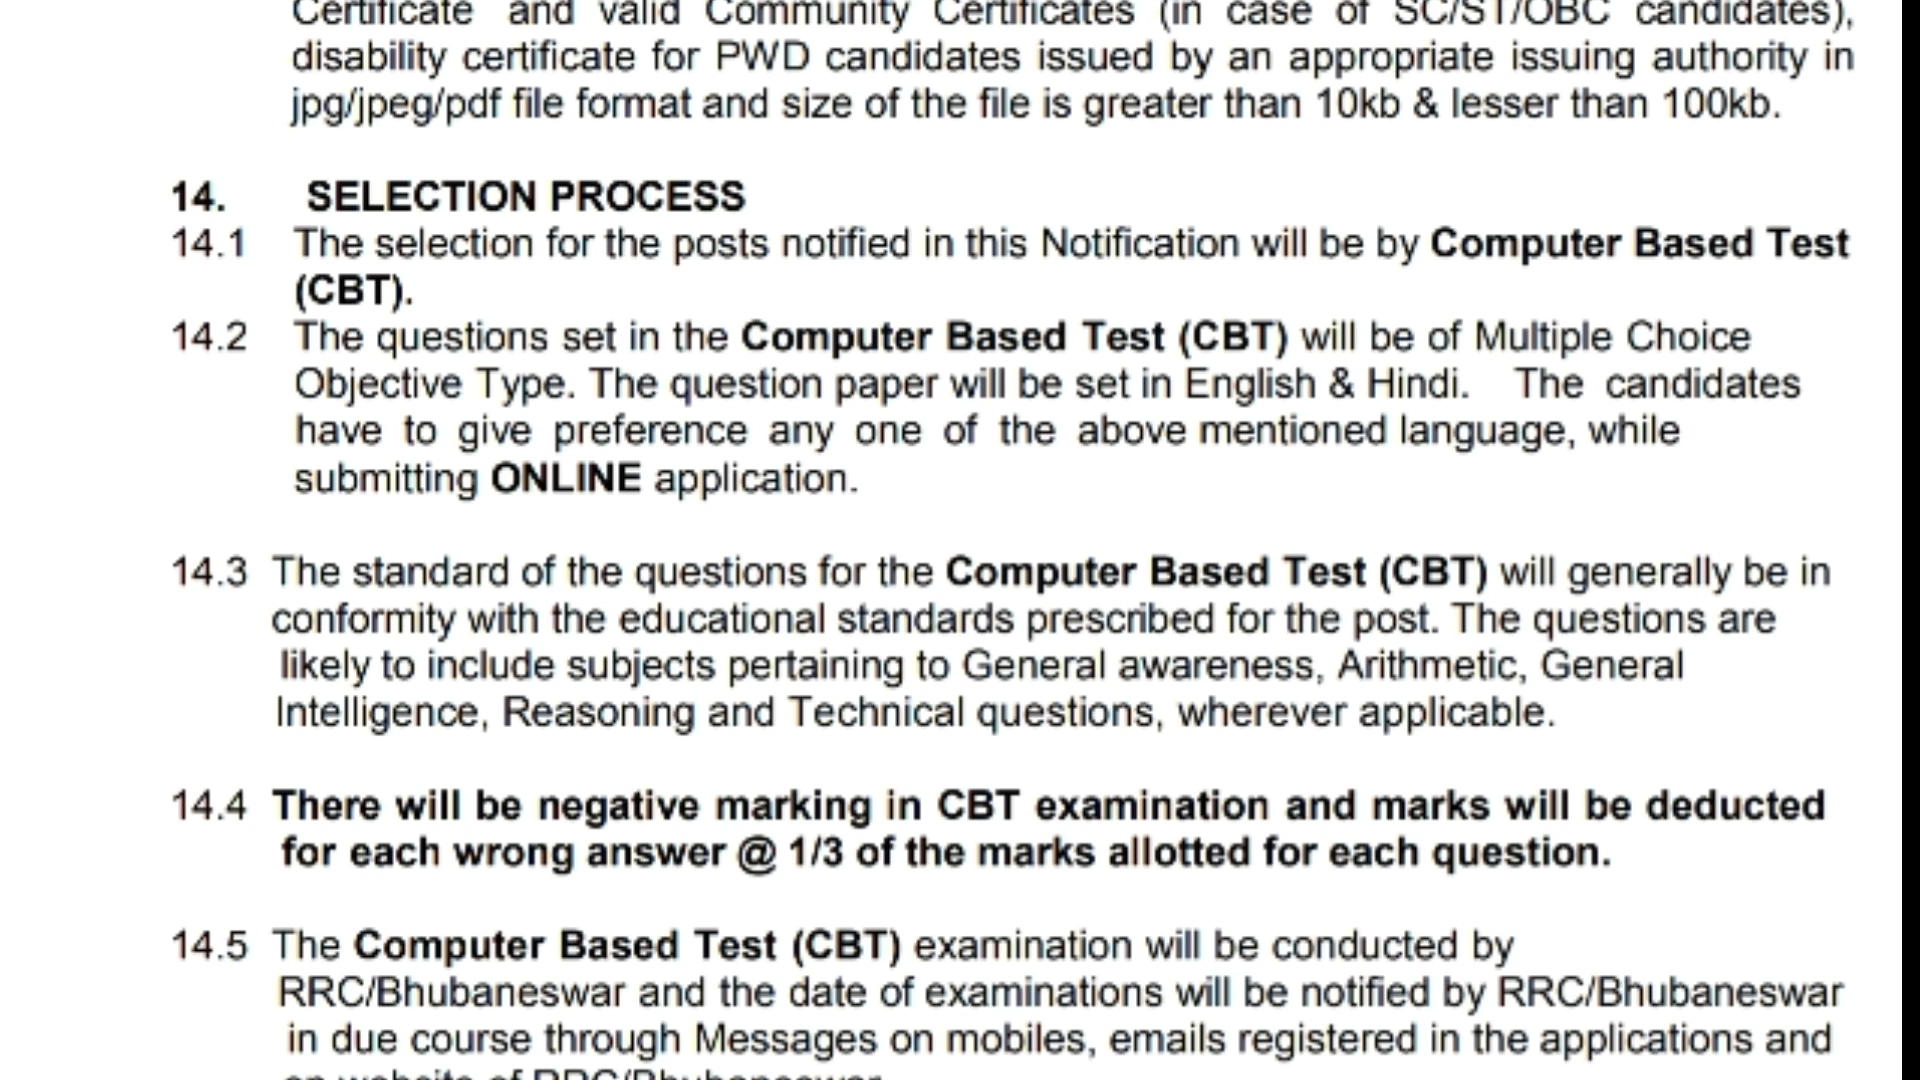 Certificate and valid Community Certificates (in case of SC/ST/OBC candidates),
disability certificate for PWD candidates issued by an appropriate issuing authority in
jpg/jpeg/pdf file format and size of the file is greater than 10kb & lesser than 100kb.
14. SELECTION PROCESS
14.1 The selection for the posts notified in this Notification will be by Computer Based Test
(CBT).
14.2 The questions set in the Computer Based Test (CBT) will be of Multiple Choice
Objective Type. The question paper will be set in English & Hindi. The candidates
have to give preference any one of the above mentioned language, while
submitting ONLINE application.
14.3 The standard of the questions for the Computer Based Test (CBT) will generally be in
conformity with the educational standards prescribed for the post. The questions are
likely to include subjects pertaining to General awareness, Arithmetic, General
Intelligence, Reasoning and Technical questions, wherever applicable.
14.4 There will be negative marking in CBT examination and marks will be deducted
for each wrong answer @ 1/3 of the marks allotted for each question.
14.5 The Computer Based Test (CBT) examination will be conducted by
RRC/Bhubaneswar and the date of examinations will be notified by RRC/Bhubaneswar
in due course through Messages on mobiles, emails registered in the applications and
on website of RRC/Bhubaneswar